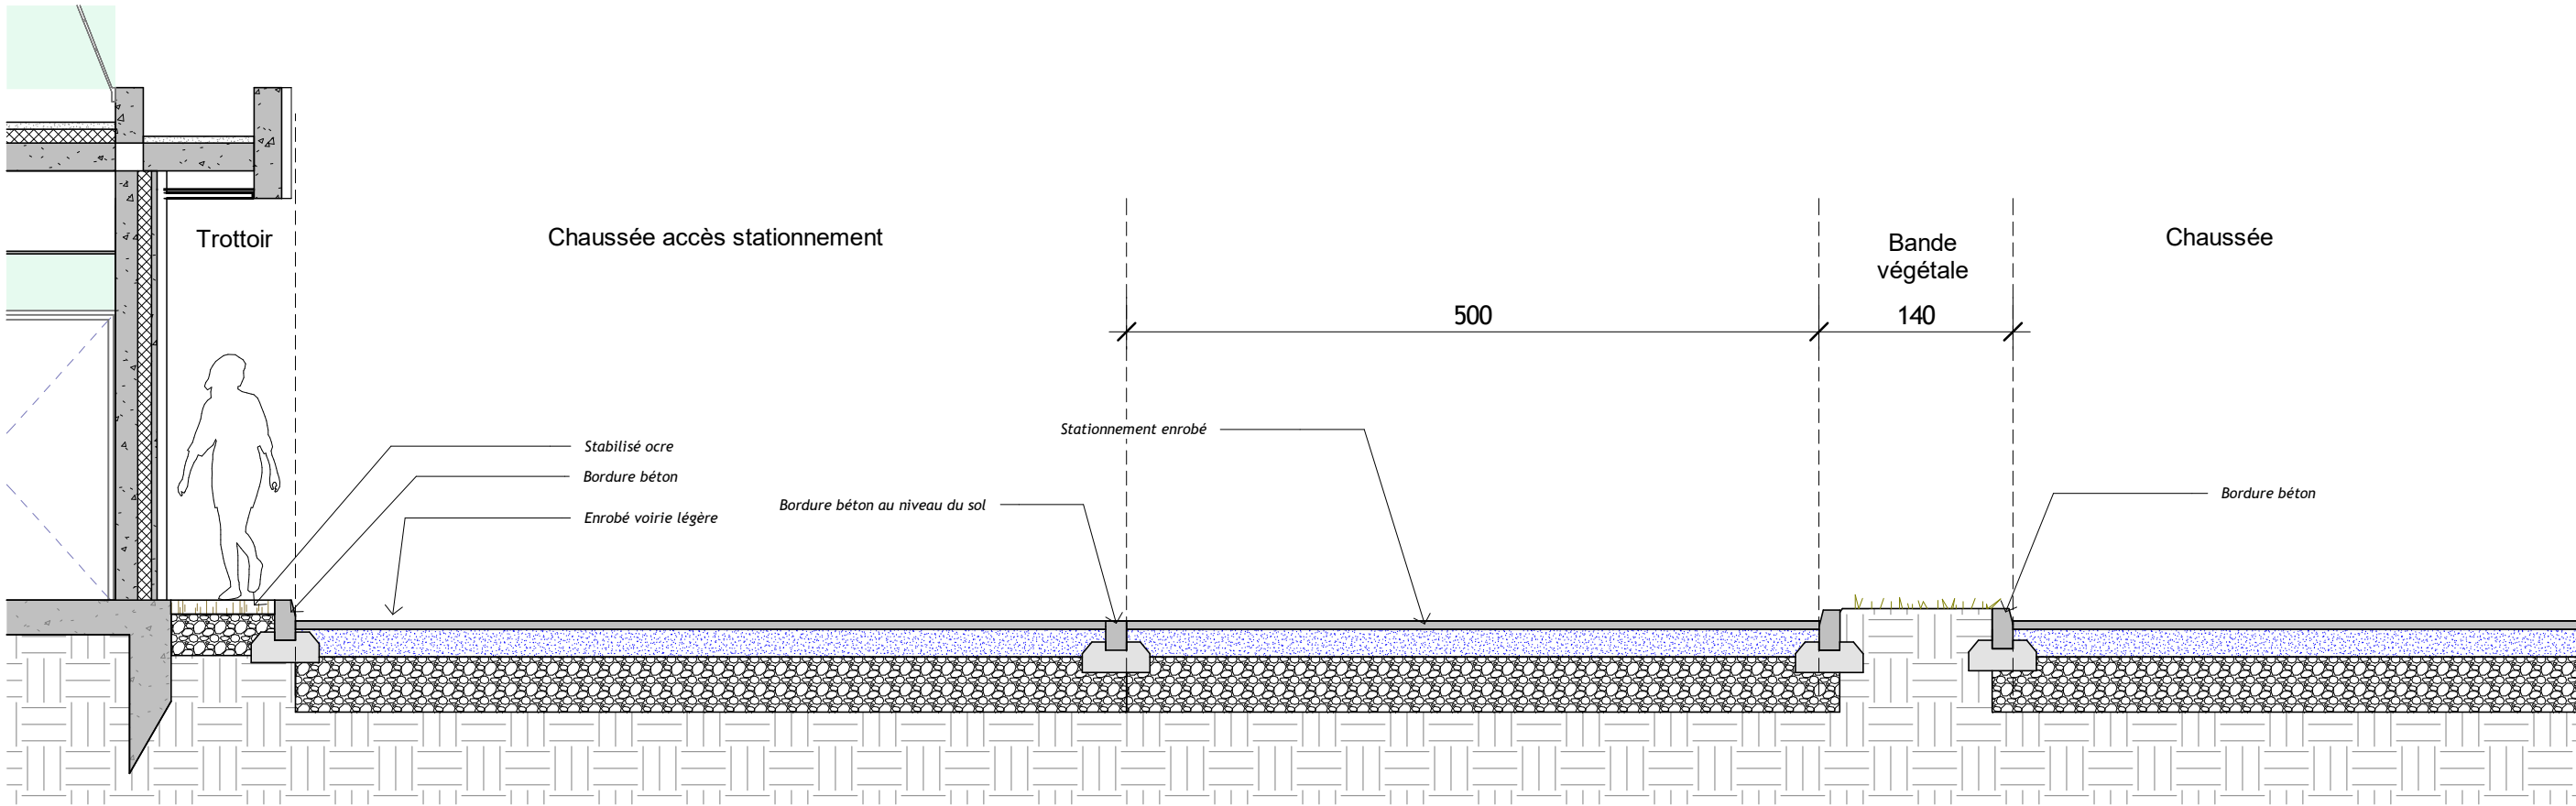 Trottoir
Chaussée accès stationnement
Bande
végétale
Chaussée
500
140
Stabilisé ocre
Bordure béton
Enrobé voirie légère
Bordure béton au niveau du sol
Stationnement enrobé
Bordure béton